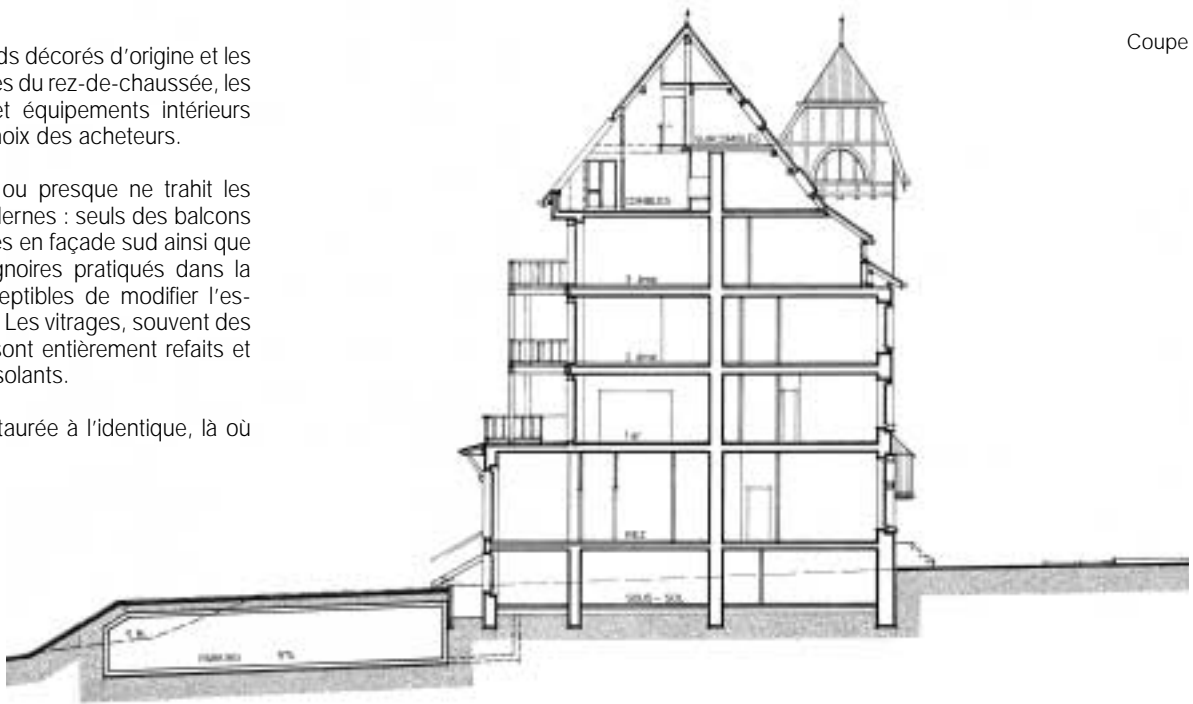 ds décorés d'origine et les
es du rez-de-chaussée, les
et équipements intérieurs
hoix des acheteurs.
ou presque ne trahit les
dernes : seuls des balcons
es en façade sud ainsi que
gnoires pratiqués dans la
eptibles de modifier l'es-
Les vitrages, souvent des
sont entièrement refaits et
solants.
taurée à l'identique, là où
Coupe
SURCOMBLES
COMBLES
3 ème
2 ème
1er
REZ
SOUS - SOL
T.N.
PARKING